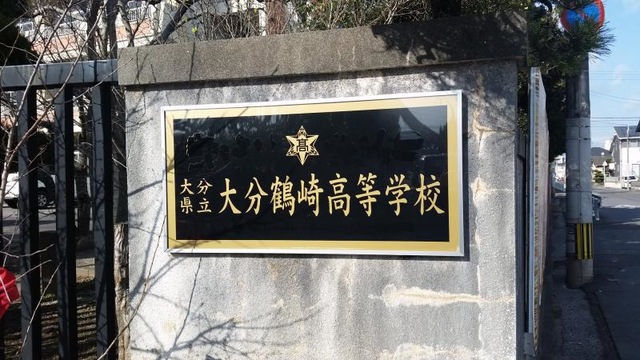 高
大分
県立
大分鶴崎高等学校